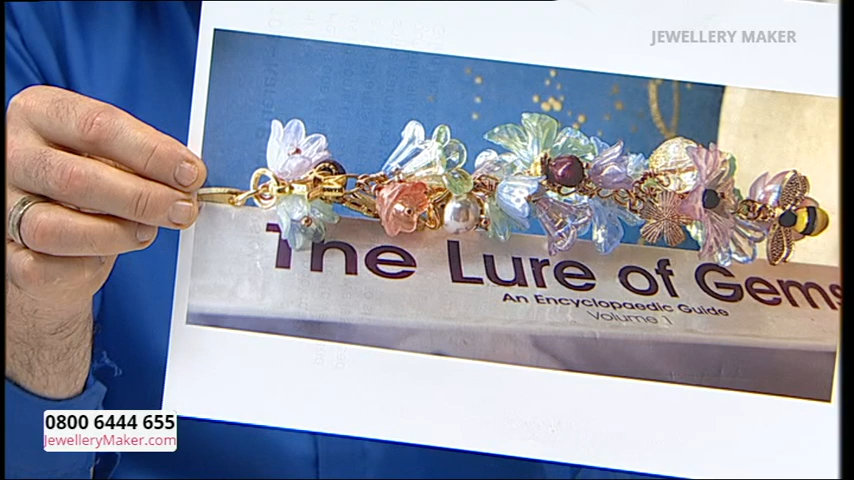 JEWELLERY MAKER
The Lure of Gems
An Encyclopaedic Guide
Volume 1
0800 6444 655
JewelleryMaker.com